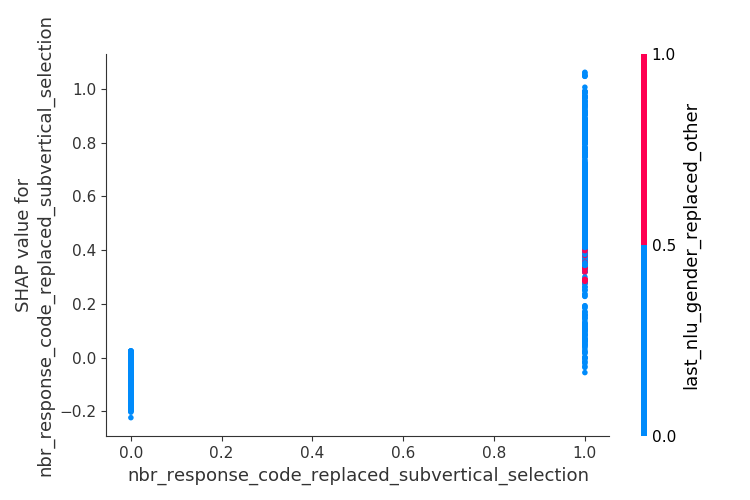 SHAP value for
nbr_response_code_replaced_subvertical_selection
1.0
0.8
0.6
0.4
0.2
0.0
−0.2
0.0 0.2 0.4 0.6 0.8 1.0
nbr_response_code_replaced_subvertical_selection
1.0
0.5
0.0
last_nlu_gender_replaced_other